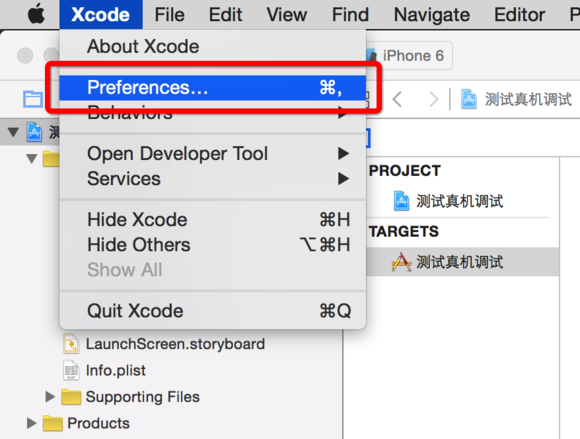 Xcode File Edit View Find Navigate Editor
About Xcode
iPhone 6
Preferences... ⌘,
测试真机调试
Behaviors
测
Open Developer Tool
PROJECT
Services
测试真机调试
Hide Xcode ⌘H
TARGETS
Hide Others ⌥⌘H
测试真机调试
Show All
Quit Xcode ⌘Q
LaunchScreen.storyboard
Info.plist
Supporting Files
Products